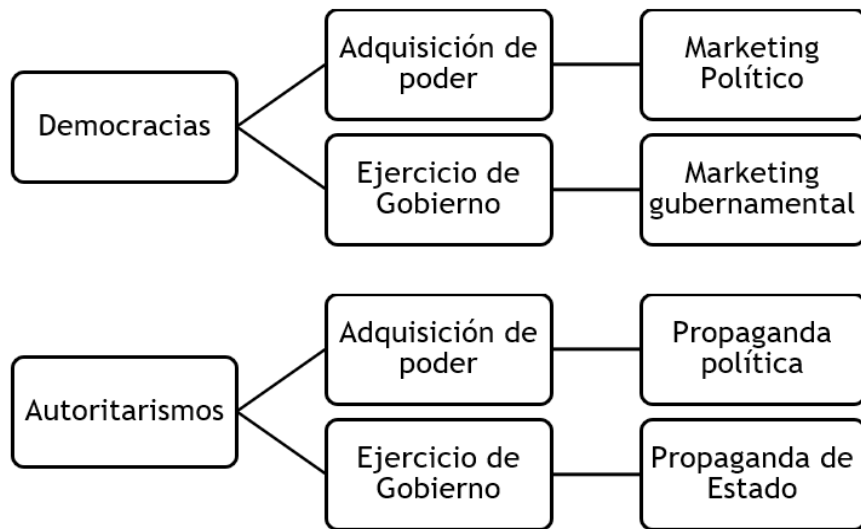 Democracias
Adquisición de
poder
Marketing
Político
Ejercicio de
Gobierno
Marketing
gubernamental
Autoritarismos
Adquisición de
poder
Propaganda
política
Ejercicio de
Gobierno
Propaganda de
Estado